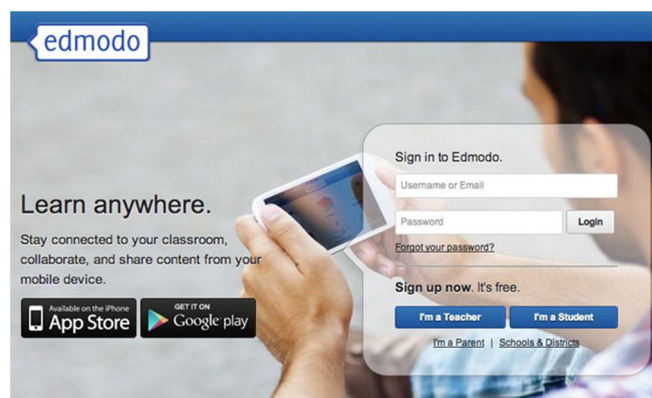 edmodo
Learn anywhere.
Stay connected to your classroom,
collaborate, and share content from your
mobile device.
Available on the iPhone
App Store
GET IT ON
Google play
Sign in to Edmodo.
Username or Email
Password
Login
Forgot your password?
Sign up now. It's free.
I'm a Teacher
I'm a Student
I'm a Parent | Schools & Districts